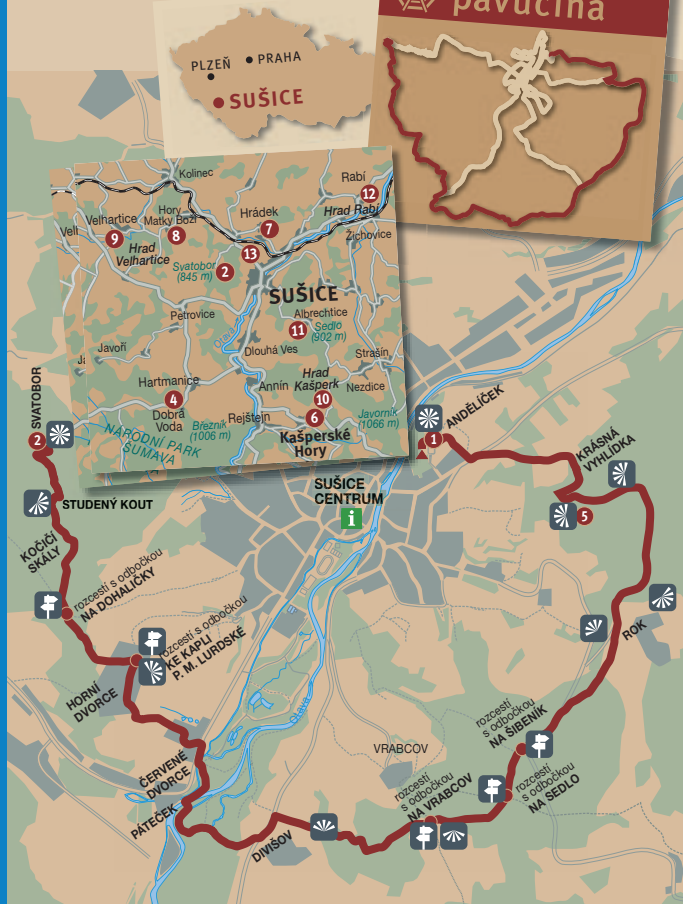 pavučina
PLZEŇ
PRAHA
SUŠICE
Kolinec
Rabí
12
Hrad Rabí
Hory
Matky Boží
8
Hrádek
7
Velhartice
9
Hrad
Velhartice
Žichovice
13
Svatobor
(845 m)
2
SUŠICE
Petrovice
Otava
Albrechtice
11
Sedlo
(902 m)
Javoří
Dlouhá Ves
Strašín
Hartmanice
4
Dobrá
Voda
Annín
Hrad
Kašperk
10
Nezdice
6
Březník
(1006 m)
Rejštejn
Javorník
(1066 m)
Kašperské
Hory
NÁRODNÍ PARK
ŠUMAVA
SVATOBOR
2
ANDĚLÍČEK
1
KRÁSNÁ
VYHLÍDKA
5
SUŠICE
CENTRUM
i
STUDENÝ KOUT
KOČIČÍ
SKÁLY
rozcestí s odbočkou
NA DOHALIČKY
rozcestí s odbočkou
KE KAPLI
P. M. LURDSKÉ
HORNÍ
DVORCE
ROK
rozcestí
s odbočkou
NA ŠIBENÍK
Otava
VRABCOV
ČERVENÉ
DVORCE
rozcestí
s odbočkou
NA VRABCOV
rozcestí
s odbočkou
NA SEDLO
PÁTEČEK
DIVIŠOV